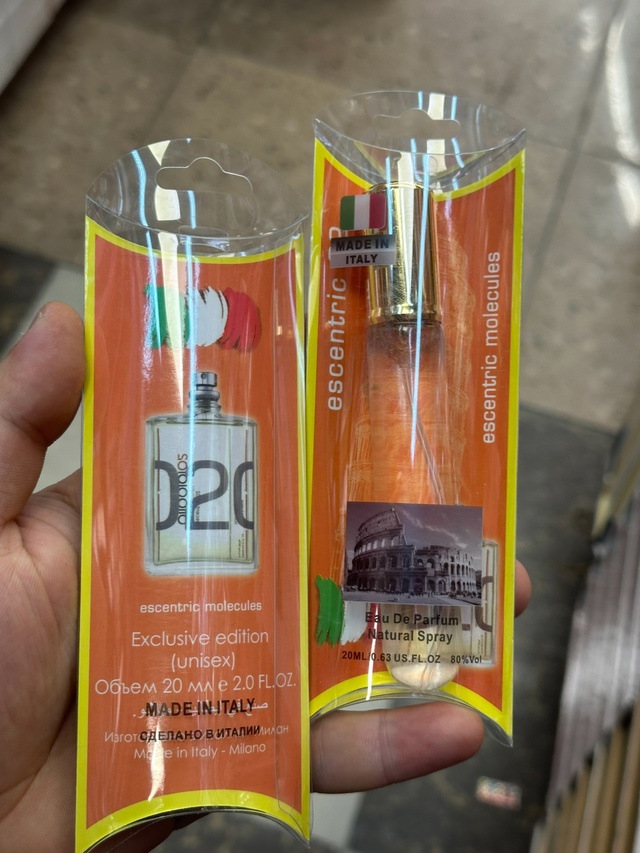 020
escentric molecules
Exclusive edition
(unisex)
Объем 20 мл е 2.0 FL.OZ.
MADE IN ITALY
СДЕЛАНО В ИТАЛИИ
Made in Italy - Milano
MADE IN
ITALY
escentric
escentric molecules
Eau De Parfum
Natural Spray
20ML/0.63 US.FL.OZ 80%Vol